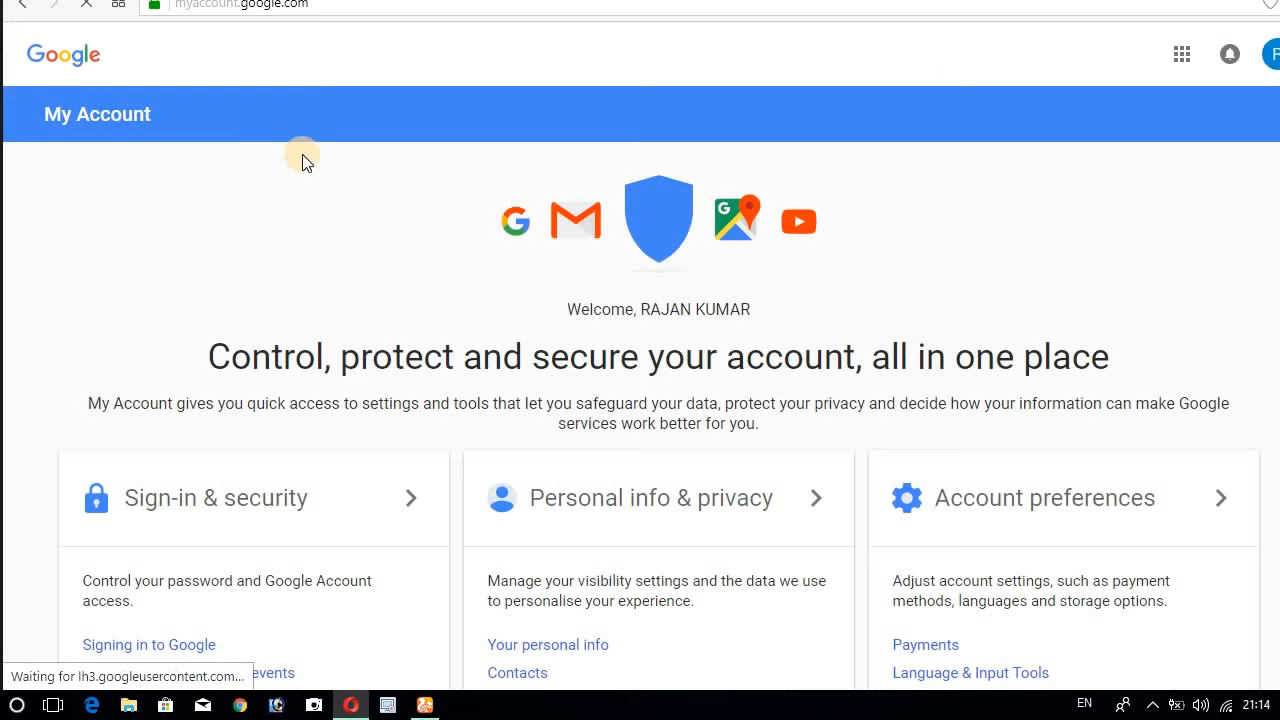 myaccount.google.com
Google
My Account
Welcome, RAJAN KUMAR
Control, protect and secure your account, all in one place
My Account gives you quick access to settings and tools that let you safeguard your data, protect your privacy and decide how your information can make Google
services work better for you.
Sign-in & security
Personal info & privacy
Account preferences
Control your password and Google Account
access.
Manage your visibility settings and the data we use
to personalise your experience.
Adjust account settings, such as payment
methods, languages and storage options.
Signing in to Google
Your personal info
Payments
events
Contacts
Language & Input Tools
Waiting for lh3.googleusercontent.com...
EN
21:14